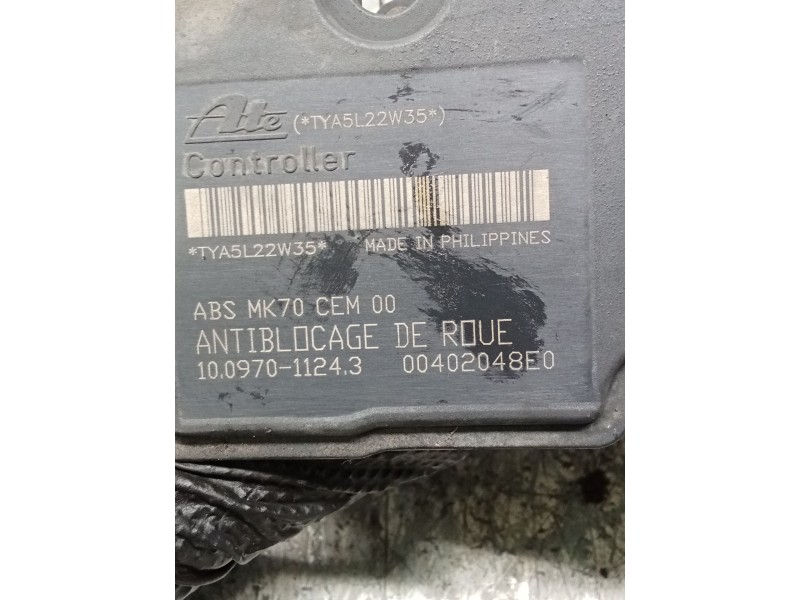 Ate (*TYA5L22W35*)
Controller
*TYA5L22W35* MADE IN PHILIPPINES
ABS MK70 CEM 00
ANTIBLOCAGE DE ROUE
10.0970-1124.3 00402048E0